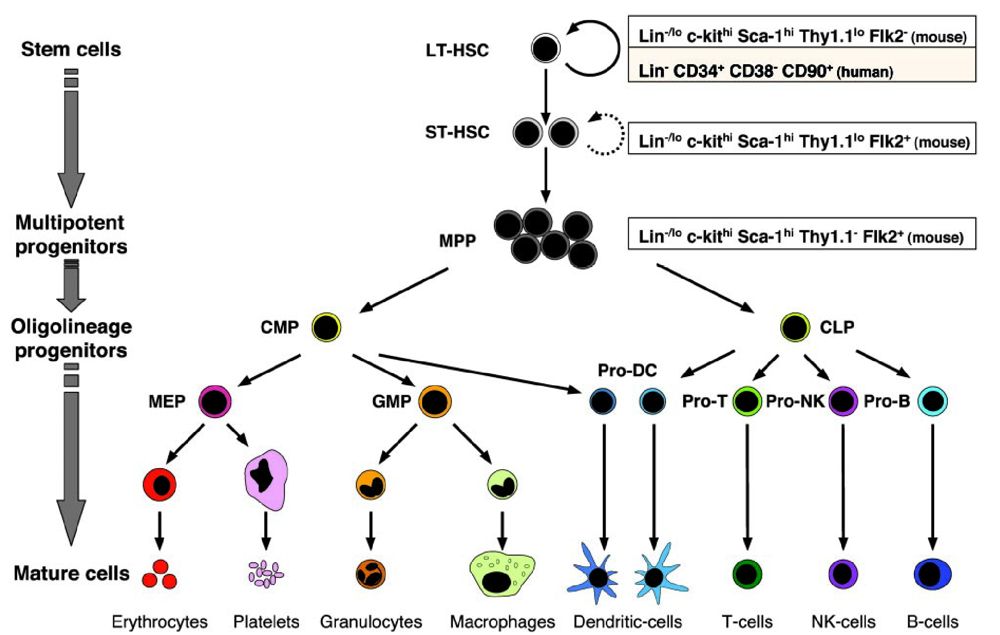 Stem cells
LT-HSC
Lin⁻/ˡᵒ c-kitʰⁱ Sca-1ʰⁱ Thy1.1ˡᵒ Flk2⁻ (mouse)
Lin⁻ CD34⁺ CD38⁻ CD90⁺ (human)
ST-HSC
Lin⁻/ˡᵒ c-kitʰⁱ Sca-1ʰⁱ Thy1.1ˡᵒ Flk2⁺ (mouse)
Multipotent
progenitors
MPP
Lin⁻/ˡᵒ c-kitʰⁱ Sca-1ʰⁱ Thy1.1⁻ Flk2⁺ (mouse)
Oligolineage
progenitors
CMP
CLP
Pro-DC
MEP
GMP
Pro-T
Pro-NK
Pro-B
Mature cells
Erythrocytes
Platelets
Granulocytes
Macrophages
Dendritic-cells
T-cells
NK-cells
B-cells